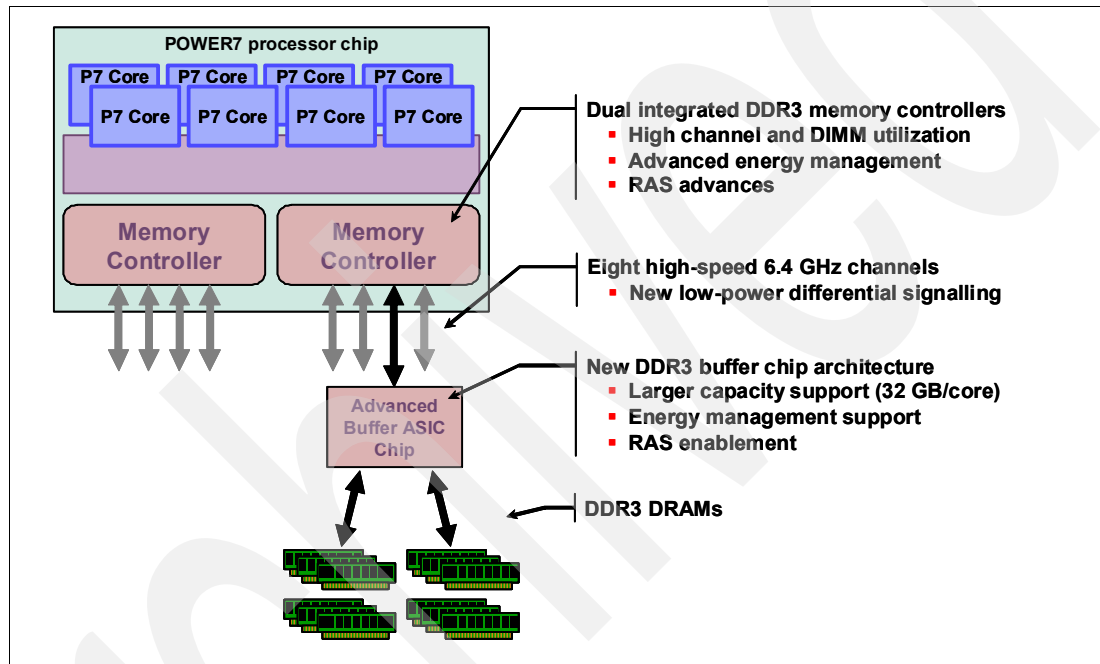 POWER7 processor chip
P7 Core P7 Core P7 Core P7 Core
P7 Core P7 Core P7 Core P7 Core
Memory
Controller
Memory
Controller
Dual integrated DDR3 memory controllers
▪ High channel and DIMM utilization
▪ Advanced energy management
▪ RAS advances
Eight high-speed 6.4 GHz channels
▪ New low-power differential signalling
New DDR3 buffer chip architecture
▪ Larger capacity support (32 GB/core)
▪ Energy management support
▪ RAS enablement
Advanced
Buffer ASIC
Chip
DDR3 DRAMs